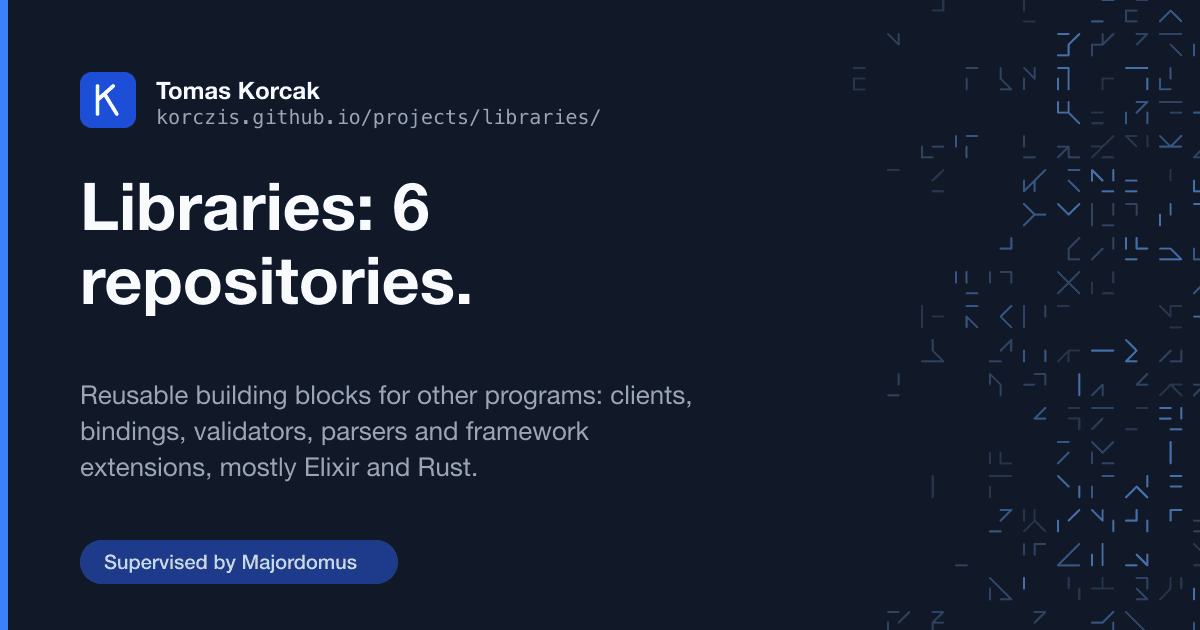 K
Tomas Korcak
korczis.github.io/projects/libraries/
Libraries: 6
repositories.
Reusable building blocks for other programs: clients,
bindings, validators, parsers and framework
extensions, mostly Elixir and Rust.
Supervised by Majordomus